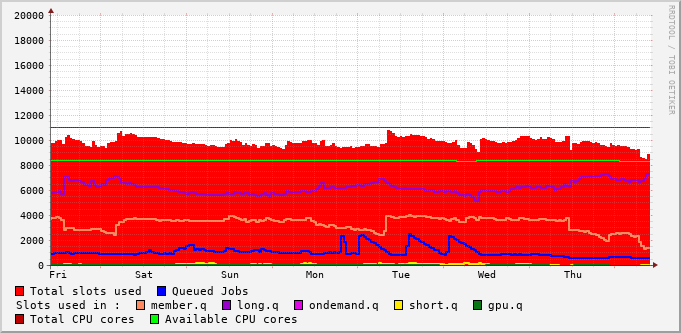 RRDTOOL / TOBI OETIKER
20000
18000
16000
14000
12000
10000
8000
6000
4000
2000
0
Fri Sat Sun Mon Tue Wed Thu
Total slots used Queued Jobs
Slots used in : member.q long.q ondemand.q short.q gpu.q
Total CPU cores Available CPU cores